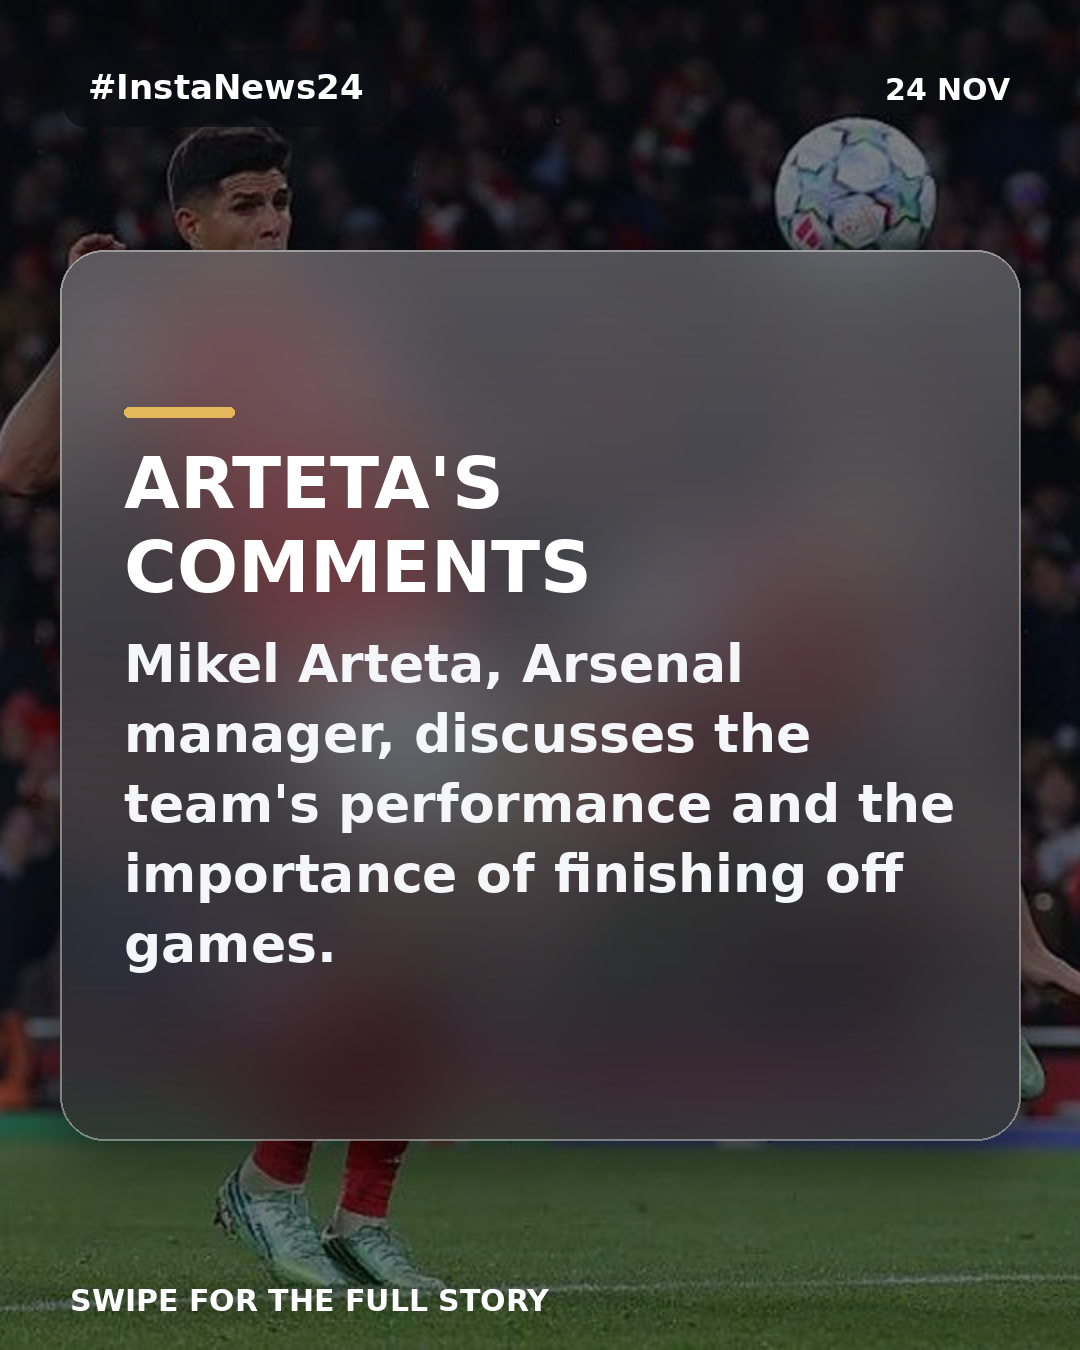 #InstaNews24
24 NOV
ARTETA'S
COMMENTS
Mikel Arteta, Arsenal
manager, discusses the
team's performance and the
importance of finishing off
games.
SWIPE FOR THE FULL STORY